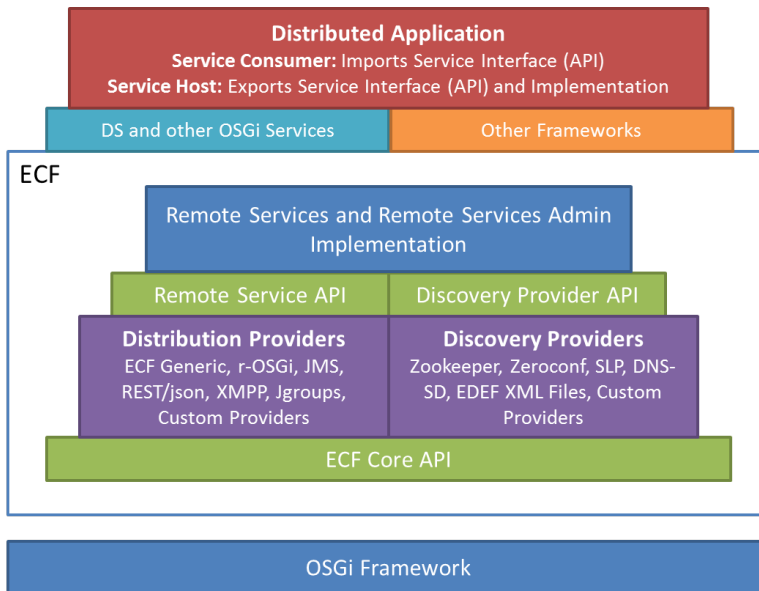 Distributed Application
Service Consumer: Imports Service Interface (API)
Service Host: Exports Service Interface (API) and Implementation
DS and other OSGi Services
Other Frameworks
ECF
Remote Services and Remote Services Admin
Implementation
Remote Service API
Discovery Provider API
Distribution Providers
ECF Generic, r-OSGi, JMS,
REST/json, XMPP, Jgroups,
Custom Providers
Discovery Providers
Zookeeper, Zeroconf, SLP, DNS-
SD, EDEF XML Files, Custom
Providers
ECF Core API
OSGi Framework